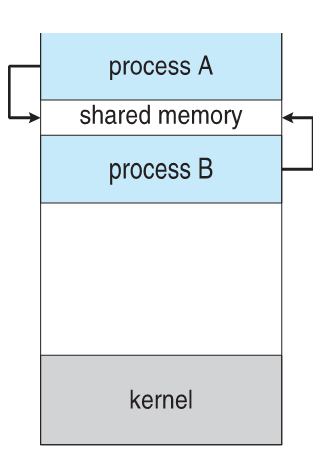 process A
shared memory
process B
kernel